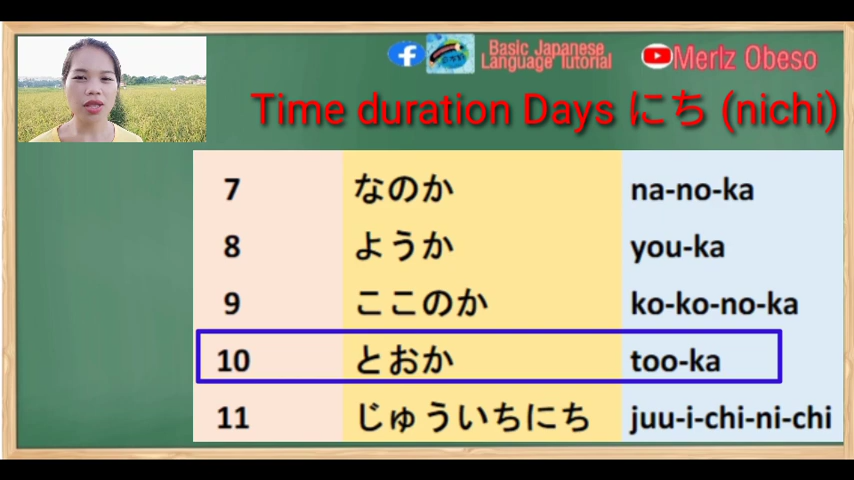 Basic Japanese
Language Tutorial
Merlz Obeso
Time duration Days にち (nichi)
7 なのか na-no-ka
8 ようか you-ka
9 ここのか ko-ko-no-ka
10 とおか too-ka
11 じゅういちにち juu-i-chi-ni-chi